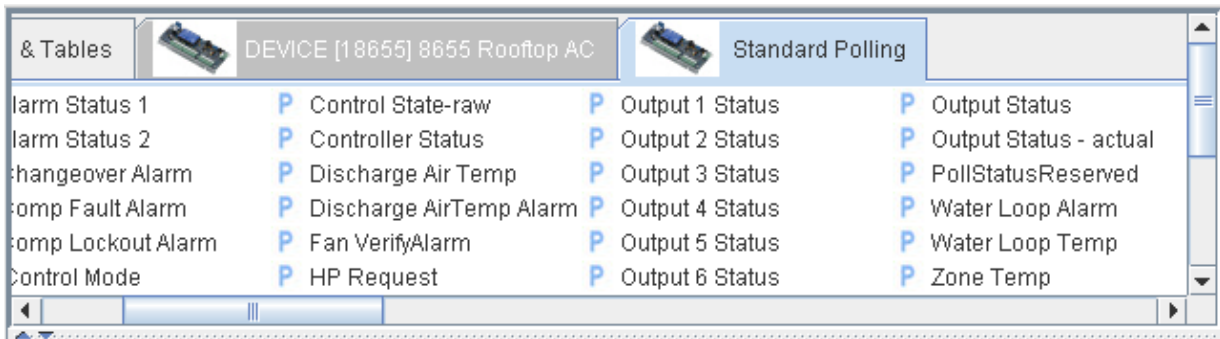 & Tables DEVICE [18655] 8655 Rooftop AC Standard Polling
larm Status 1 P Control State-raw P Output 1 Status P Output Status
larm Status 2 P Controller Status P Output 2 Status P Output Status - actual
hangeover Alarm P Discharge Air Temp P Output 3 Status P PollStatusReserved
omp Fault Alarm P Discharge AirTemp Alarm P Output 4 Status P Water Loop Alarm
omp Lockout Alarm P Fan VerifyAlarm P Output 5 Status P Water Loop Temp
Control Mode P HP Request P Output 6 Status P Zone Temp